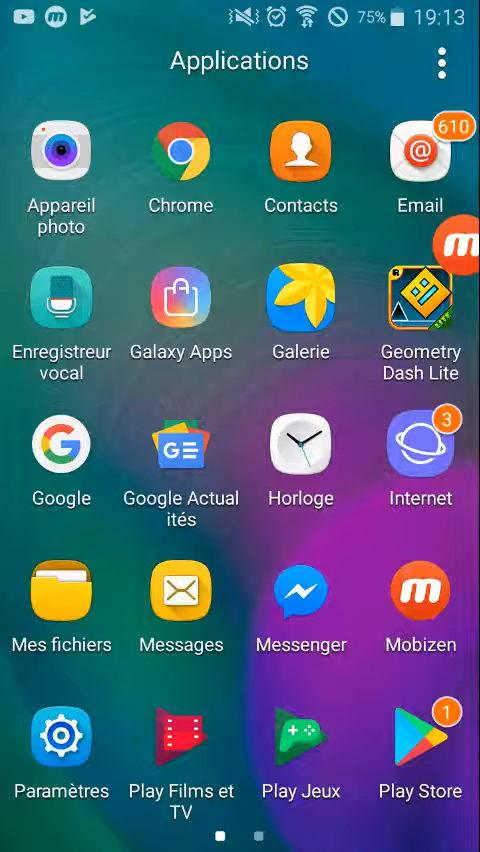 75% 19:13
Applications
610
Appareil
photo
Chrome
Contacts
Email
Enregistreur
vocal
Galaxy Apps
Galerie
Geometry
Dash Lite
3
Google
Google Actual
ités
Horloge
Internet
Mes fichiers
Messages
Messenger
Mobizen
1
Paramètres
Play Films et
TV
Play Jeux
Play Store